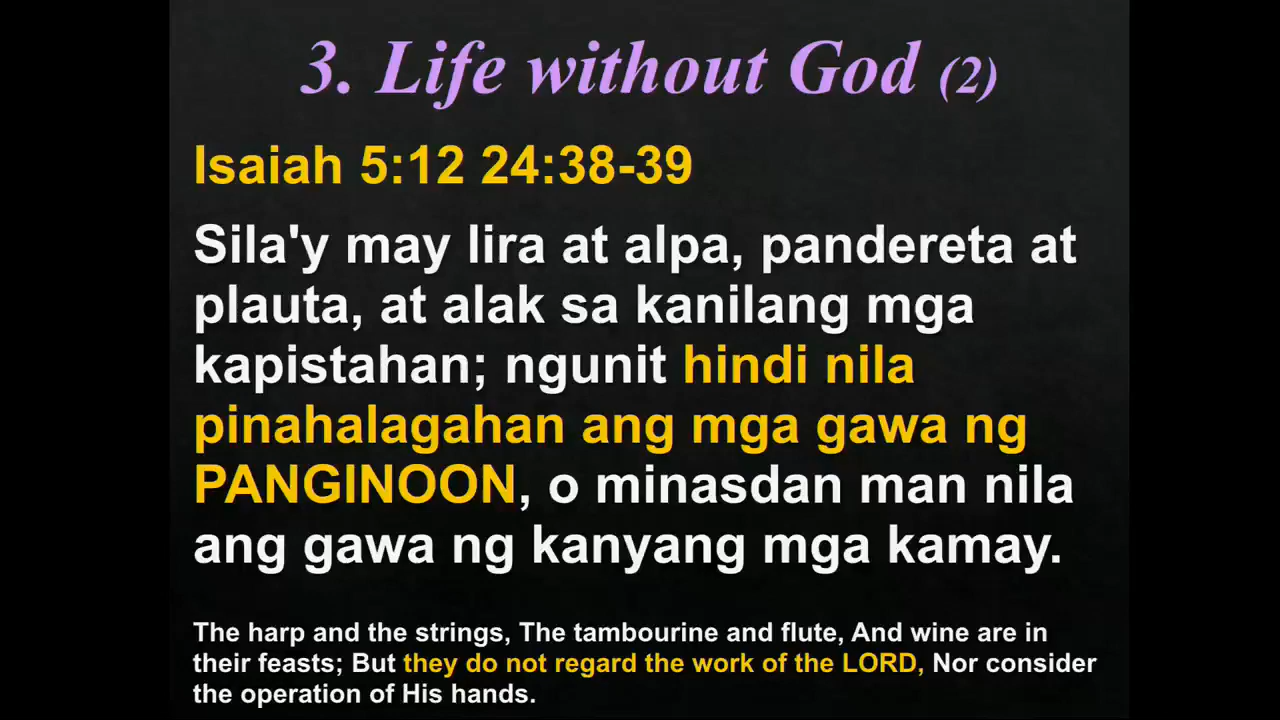 3. Life without God (2)
Isaiah 5:12 24:38-39
Sila'y may lira at alpa, pandereta at
plauta, at alak sa kanilang mga
kapistahan; ngunit hindi nila
pinahalagahan ang mga gawa ng
PANGINOON, o minasdan man nila
ang gawa ng kanyang mga kamay.
The harp and the strings, The tambourine and flute, And wine are in
their feasts; But they do not regard the work of the LORD, Nor consider
the operation of His hands.